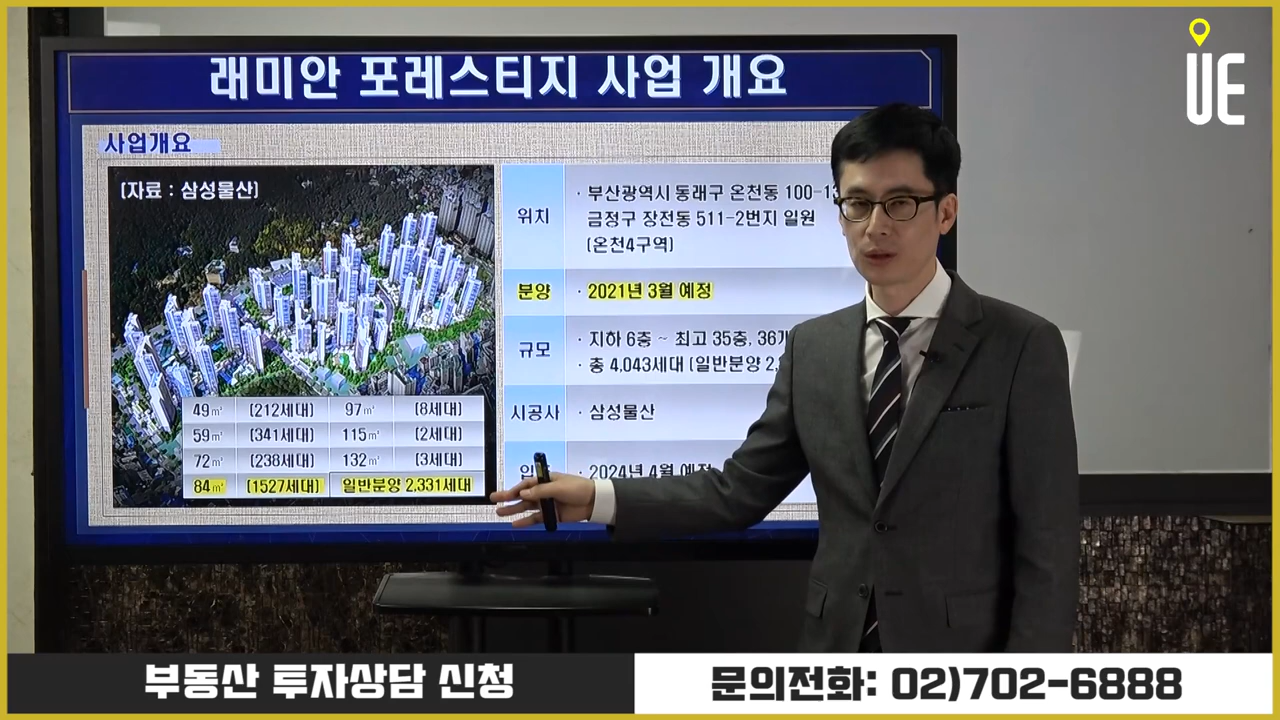 UE
래미안 포레스티지 사업 개요
사업개요
(자료 : 삼성물산)
49㎡ (212세대) 97㎡ (8세대)
59㎡ (341세대) 115㎡ (2세대)
72㎡ (238세대) 132㎡ (3세대)
84㎡ (1527세대) 일반분양 2,331세대
위치
· 부산광역시 동래구 온천동 100-13
금정구 장전동 511-2번지 일원
(온천4구역)
분양 · 2021년 3월 예정
규모
· 지하 6층 ~ 최고 35층, 36개
· 총 4,043세대 (일반분양 2,
시공사 · 삼성물산
· 2024년 4월 예정
부동산 투자상담 신청
문의전화: 02)702-6888